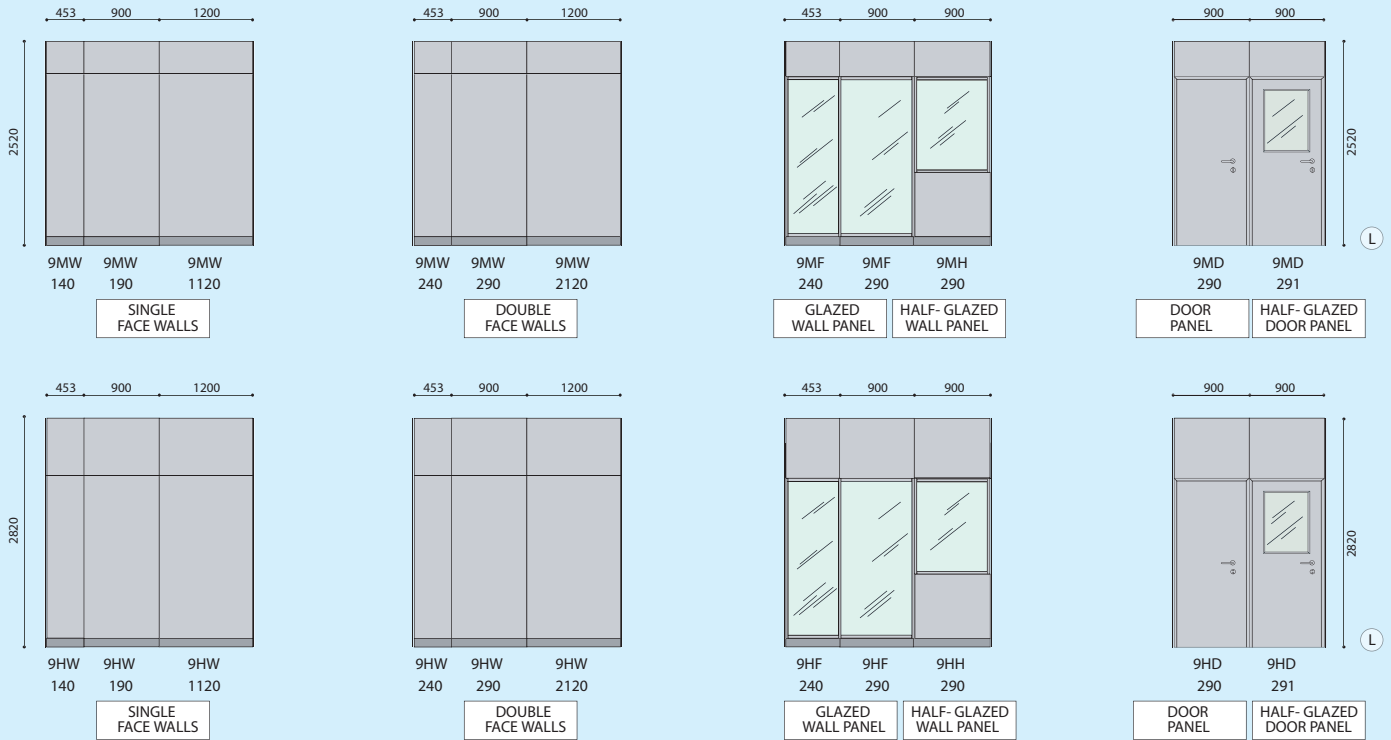 453 900 1200
453 900 1200
453 900 900
900 900
2520
2520
L
9MW 9MW 9MW
140 190 1120
SINGLE
FACE WALLS
9MW 9MW 9MW
240 290 2120
DOUBLE
FACE WALLS
9MF 9MF 9MH
240 290 290
GLAZED
WALL PANEL
HALF- GLAZED
WALL PANEL
9MD 9MD
290 291
DOOR
PANEL
HALF- GLAZED
DOOR PANEL
453 900 1200
453 900 1200
453 900 900
900 900
2820
2820
L
9HW 9HW 9HW
140 190 1120
SINGLE
FACE WALLS
9HW 9HW 9HW
240 290 2120
DOUBLE
FACE WALLS
9HF 9HF 9HH
240 290 290
GLAZED
WALL PANEL
HALF- GLAZED
WALL PANEL
9HD 9HD
290 291
DOOR
PANEL
HALF- GLAZED
DOOR PANEL